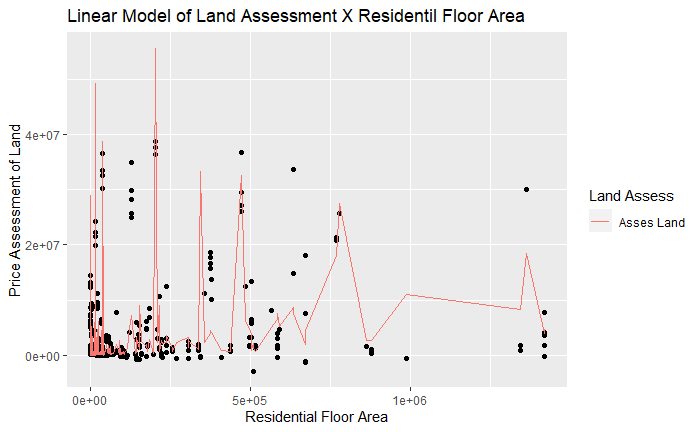 Linear Model of Land Assessment X Residentil Floor Area
Price Assessment of Land
4e+07
2e+07
0e+00
0e+00
5e+05
1e+06
Residential Floor Area
Land Assess
Asses Land